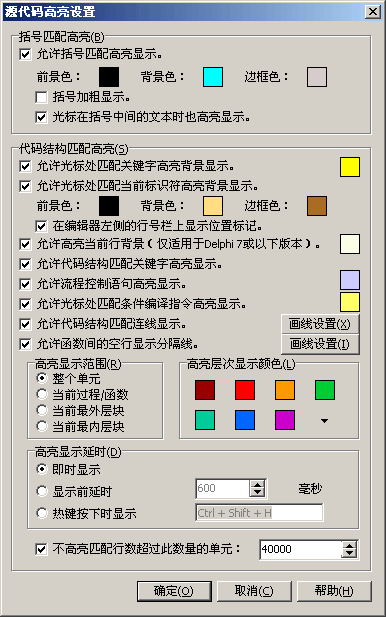 源代码高亮设置
括号匹配高亮(B)
允许括号匹配高亮显示。
前景色： 背景色： 边框色：
括号加粗显示。
光标在括号中间的文本时也高亮显示。
代码结构匹配高亮(S)
允许光标处匹配关键字高亮背景显示。
允许光标处匹配当前标识符高亮背景显示。
前景色： 背景色： 边框色：
在编辑器左侧的行号栏上显示位置标记。
允许高亮当前行背景（仅适用于Delphi 7或以下版本）。
允许代码结构匹配关键字高亮显示。
允许流程控制语句高亮显示。
允许光标处匹配条件编译指令高亮显示。
允许代码结构匹配连线显示。 画线设置(X)
允许函数间的空行显示分隔线。 画线设置(I)
高亮显示范围(R)
整个单元
当前过程/函数
当前最外层块
当前最内层块
高亮层次显示颜色(L)
高亮显示延时(D)
即时显示
显示前延时 600 毫秒
热键按下时显示 Ctrl + Shift + H
不高亮匹配行数超过此数量的单元： 40000
确定(O) 取消(C) 帮助(H)